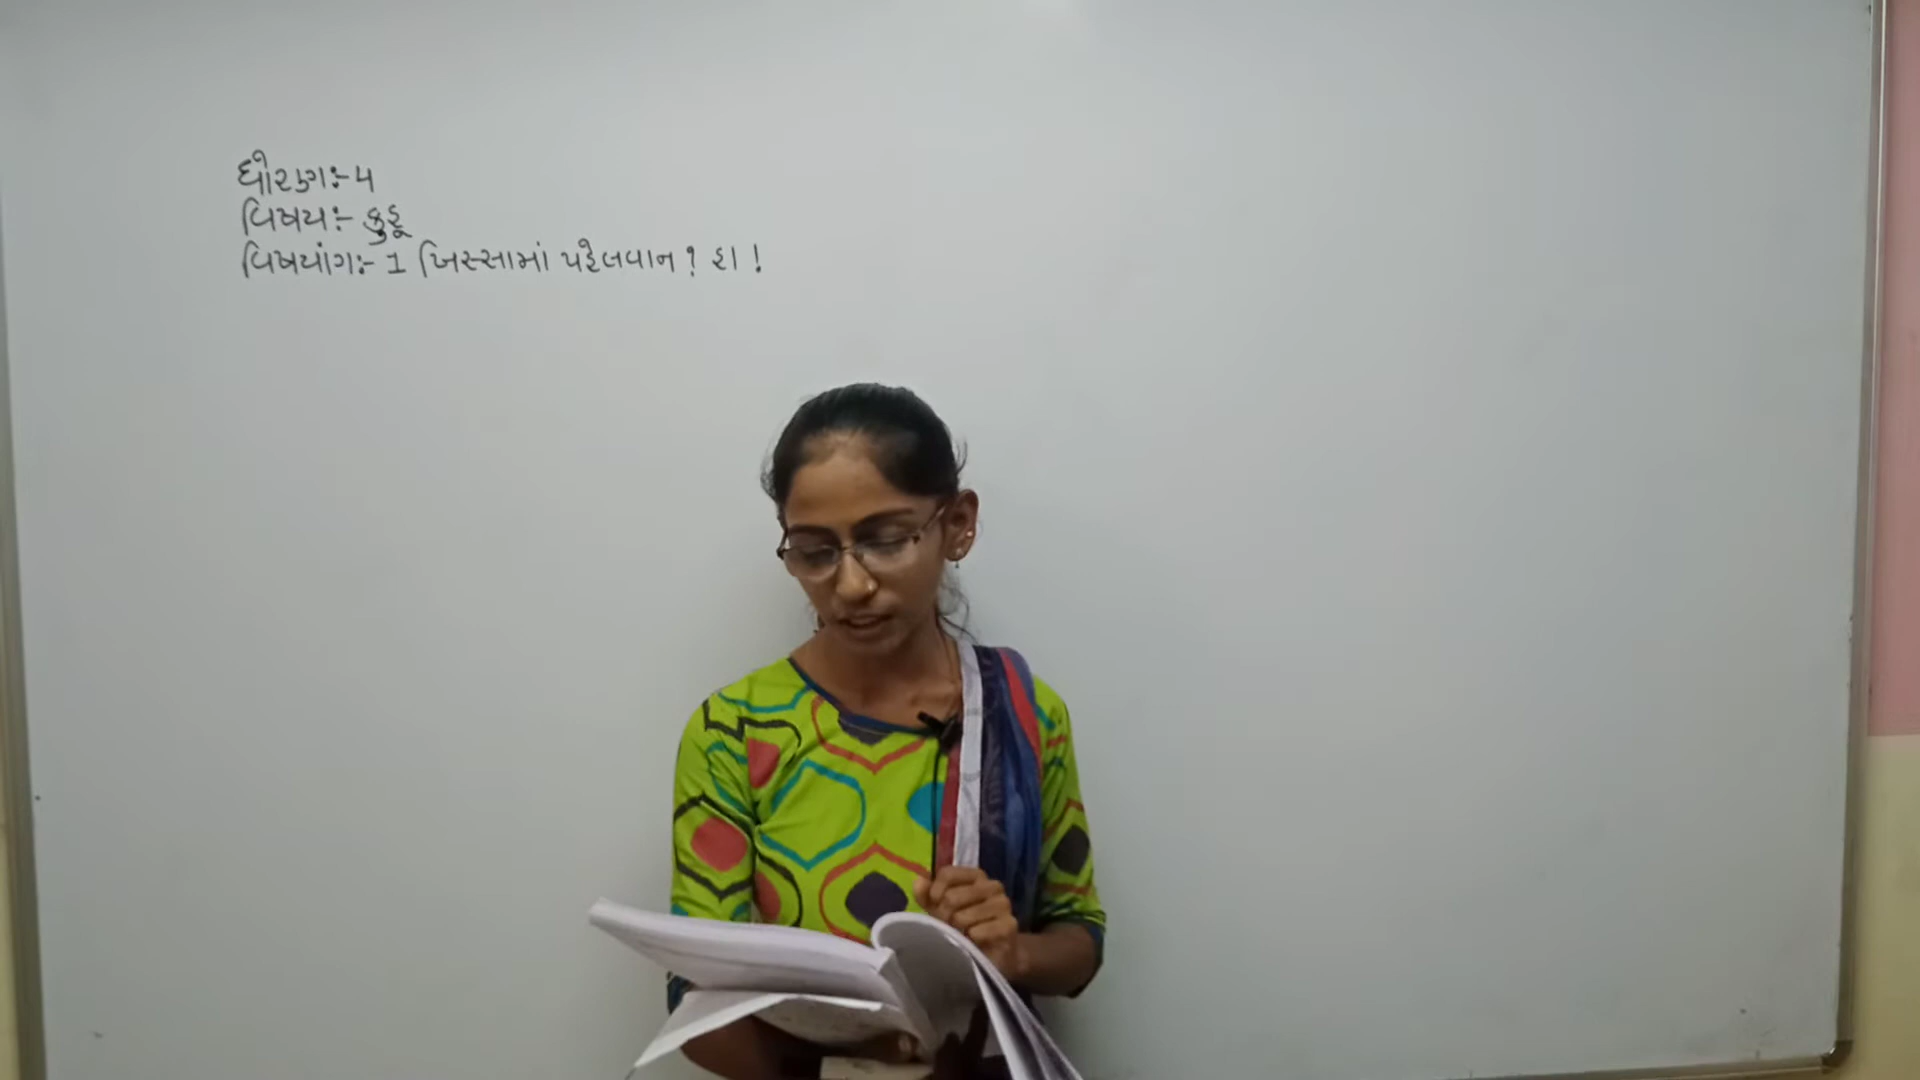 ધોરણ:- ૫
વિષય:- કુહૂ
વિષયાંગ:- 1 ખિસ્સામાં પહેલવાન ? હા !